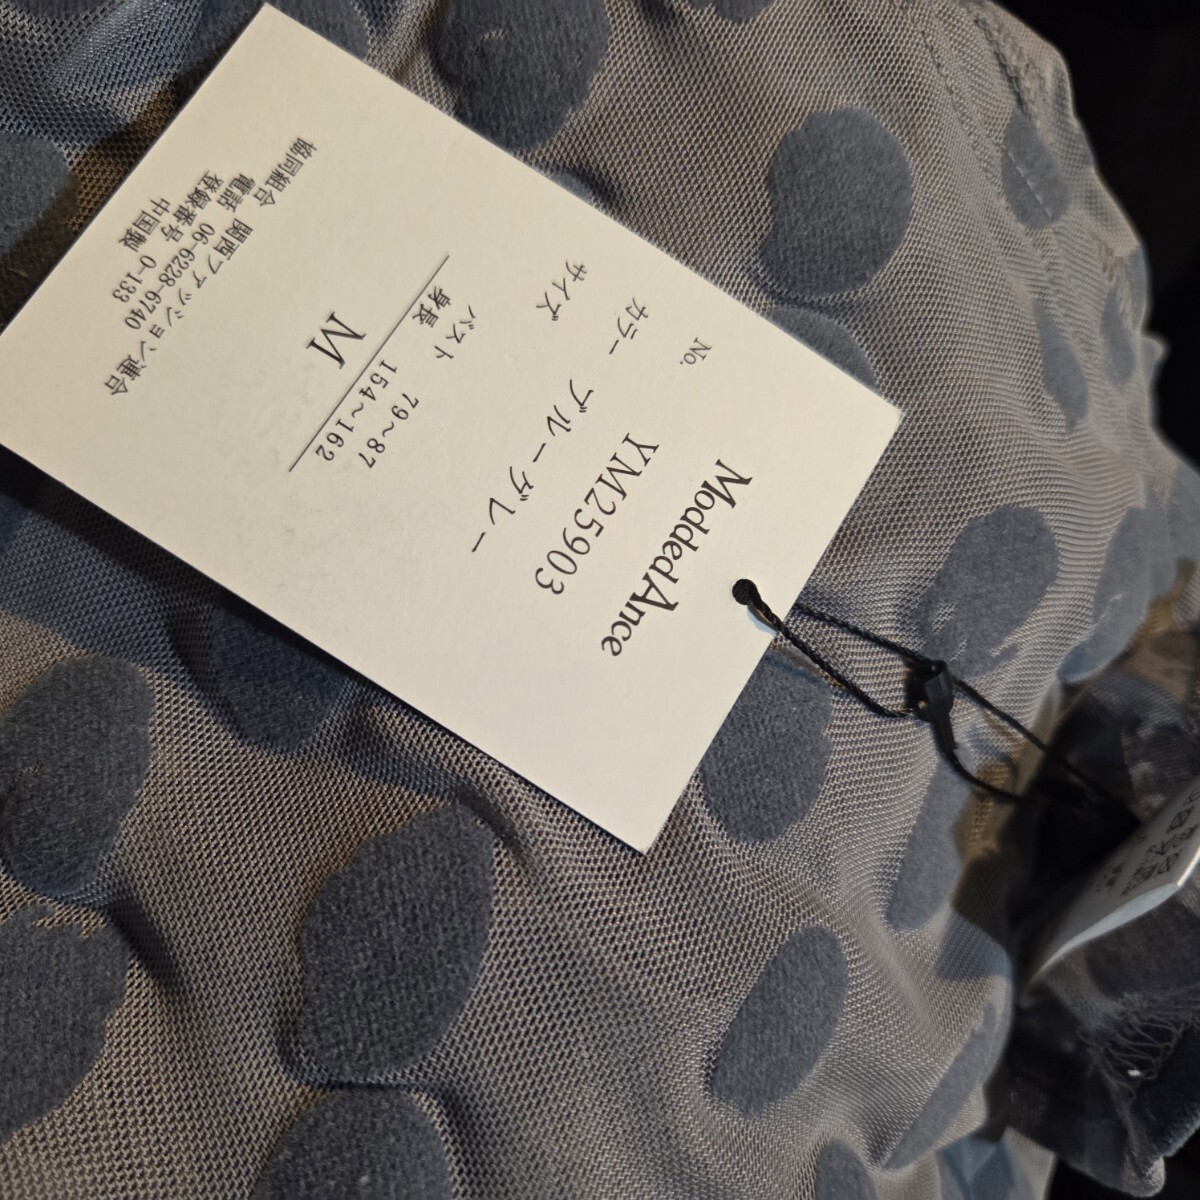 ModdedAnce
No. YM25903
カラー ブルーグレー
サイズ
バスト 79~87
身長 154~162
M
協同組合 関西ファッション連合
電話 06-6228-6740
登録番号 0-133
中国製